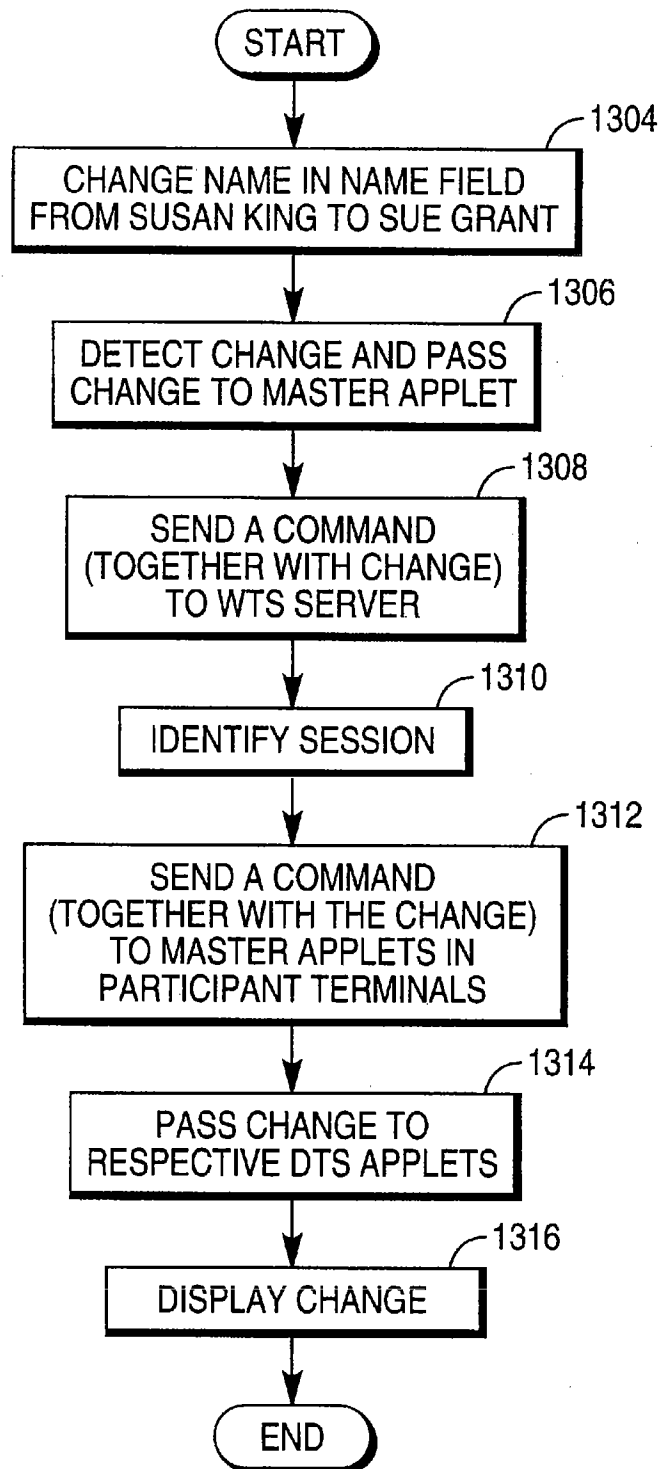 START
1304
CHANGE NAME IN NAME FIELD
FROM SUSAN KING TO SUE GRANT
1306
DETECT CHANGE AND PASS
CHANGE TO MASTER APPLET
1308
SEND A COMMAND
(TOGETHER WITH CHANGE)
TO WTS SERVER
1310
IDENTIFY SESSION
1312
SEND A COMMAND
(TOGETHER WITH THE CHANGE)
TO MASTER APPLETS IN
PARTICIPANT TERMINALS
1314
PASS CHANGE TO
RESPECTIVE DTS APPLETS
1316
DISPLAY CHANGE
END